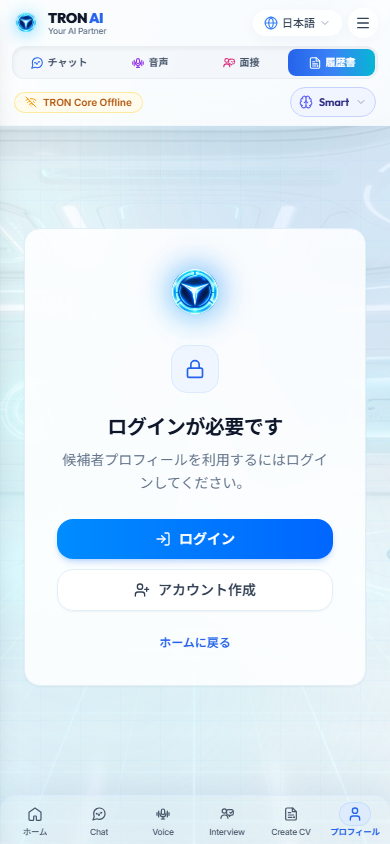 TRON AI
Your AI Partner
日本語
チャット
音声
面接
履歴書
TRON Core Offline
Smart
ログインが必要です
候補者プロフィールを利用するにはログイ
ンしてください。
ログイン
アカウント作成
ホームに戻る
ホーム
Chat
Voice
Interview
Create CV
プロフィール